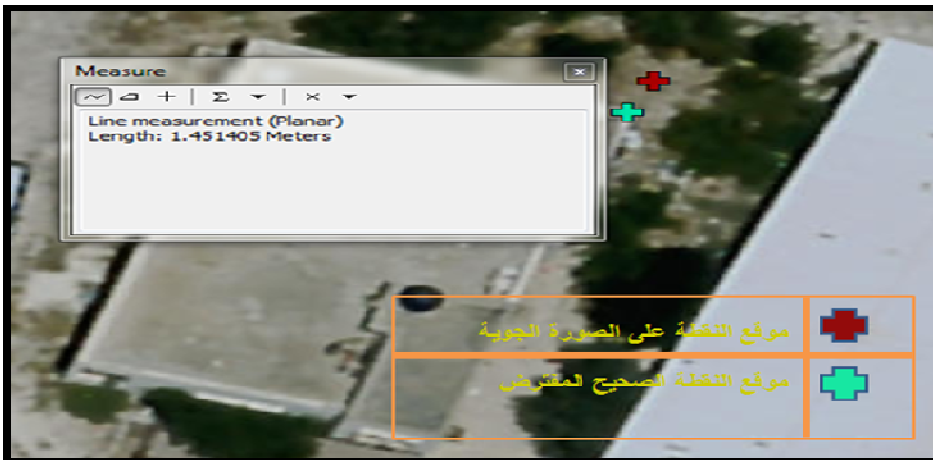 Measure
Line measurement (Planar)
Length: 1.451405 Meters
موقع النقطة على الصورة الجوية
موقع النقطة الصحيح المفترض